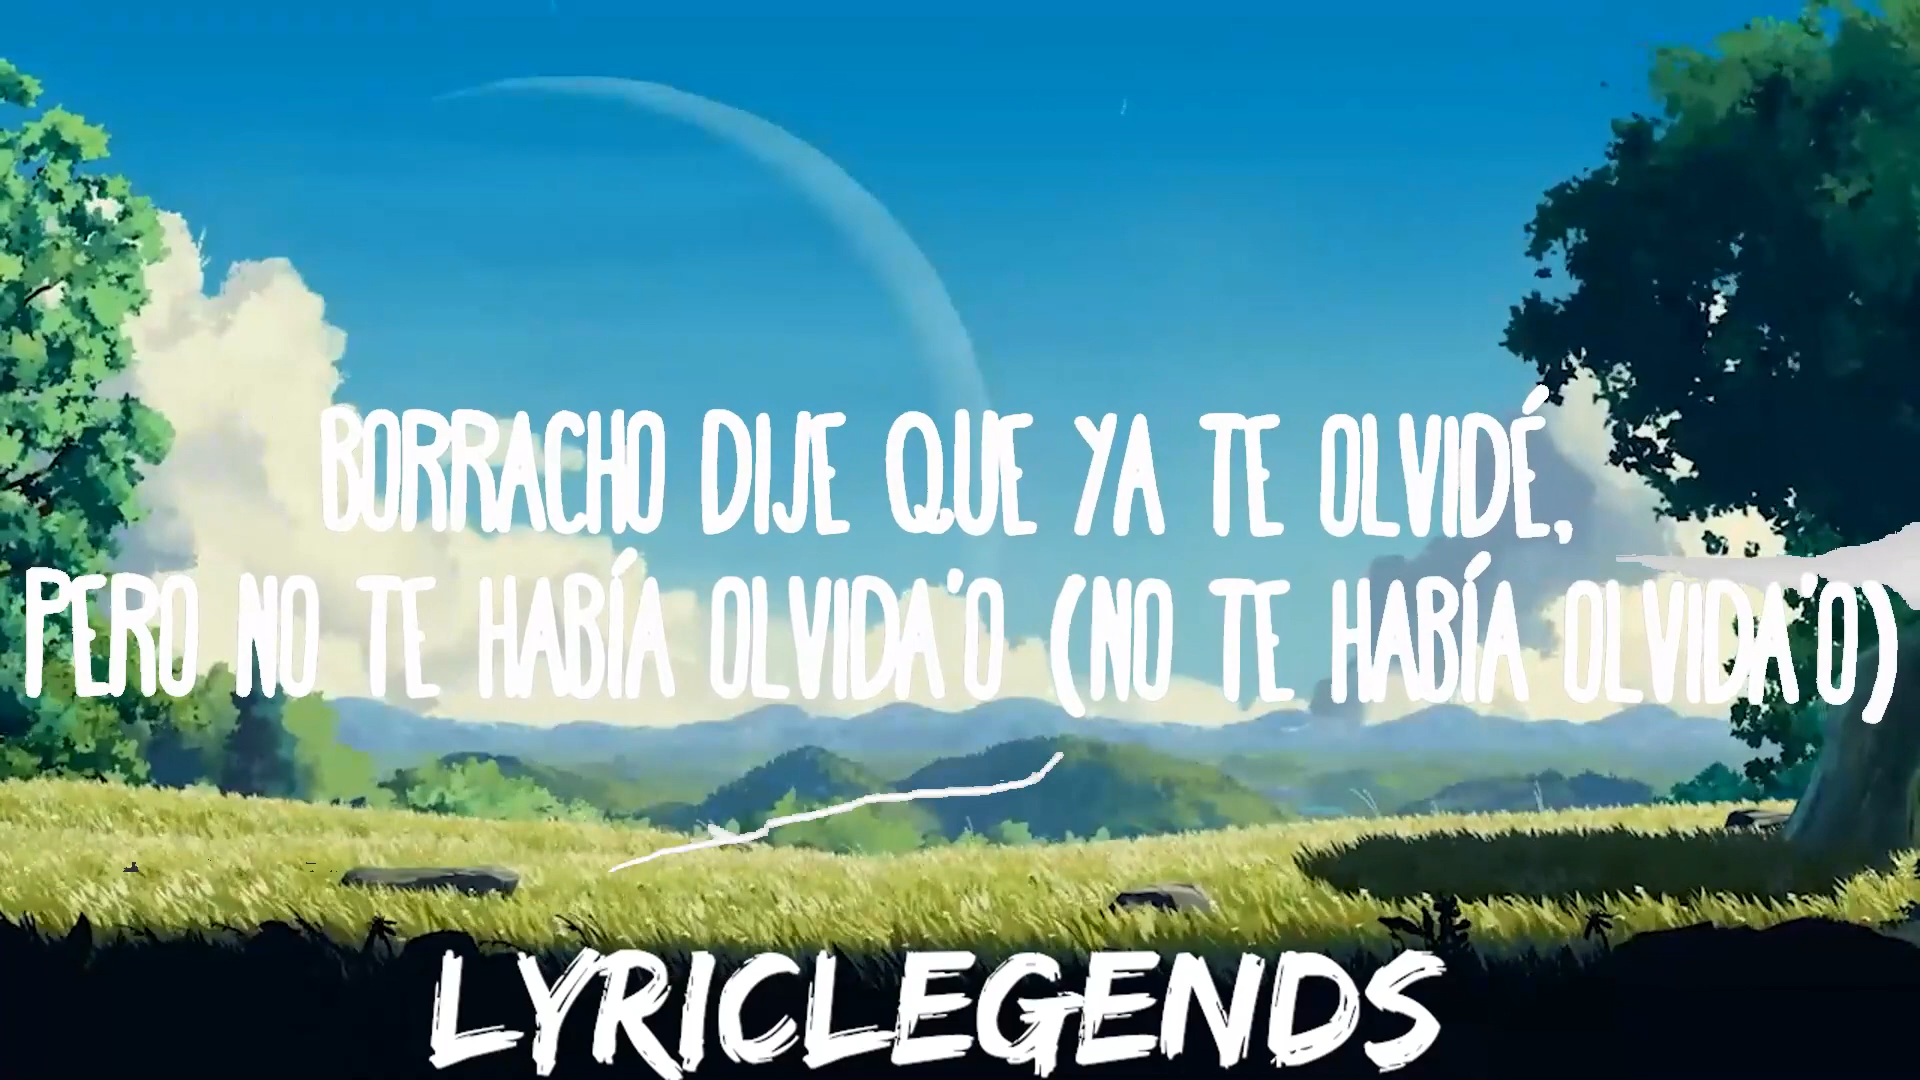 BORRACHO DIJE QUE YA TE OLVIDÉ,
PERO NO TE HABÍA OLVIDA'O (NO TE HABÍA OLVIDA'O)
LYRICLEGENDS